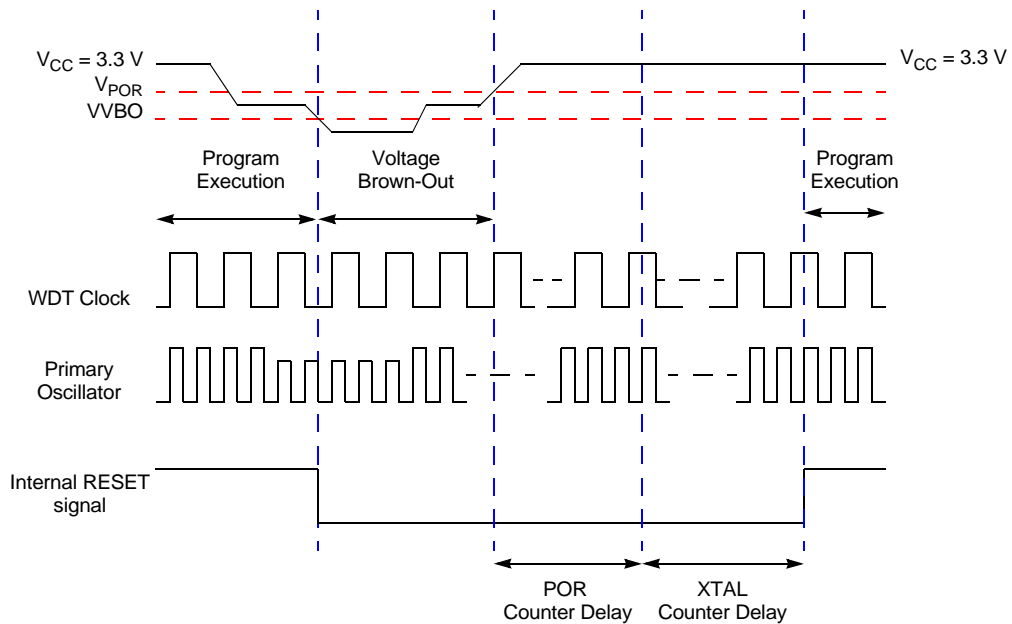 VCC = 3.3 V
VCC = 3.3 V
VPOR
VVBO
Program
Execution
Voltage
Brown-Out
Program
Execution
WDT Clock
Primary
Oscillator
Internal RESET
signal
POR
Counter Delay
XTAL
Counter Delay